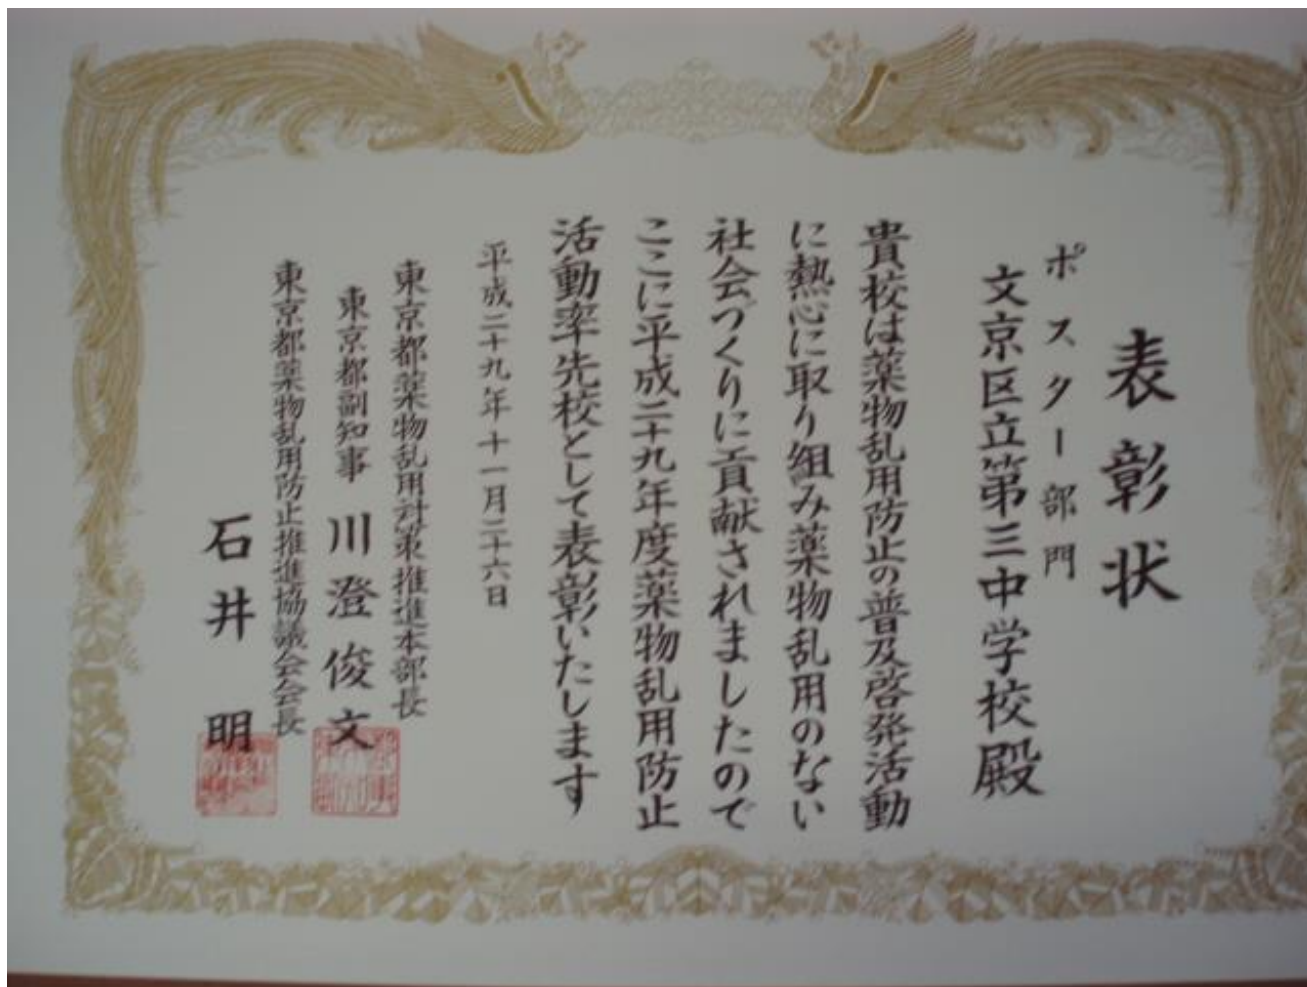 表彰状
ポスター部門
文京区立第三中学校殿
貴校は薬物乱用防止の普及啓発活動
に熱心に取り組み薬物乱用のない
社会づくりに貢献されましたので
ここに平成二十九年度薬物乱用防止
活動率先校として表彰いたします
平成二十九年十一月二十六日
東京都薬物乱用対策推進本部長
東京都副知事 川澄俊文
東京都薬物乱用防止推進協議会会長
石井 明